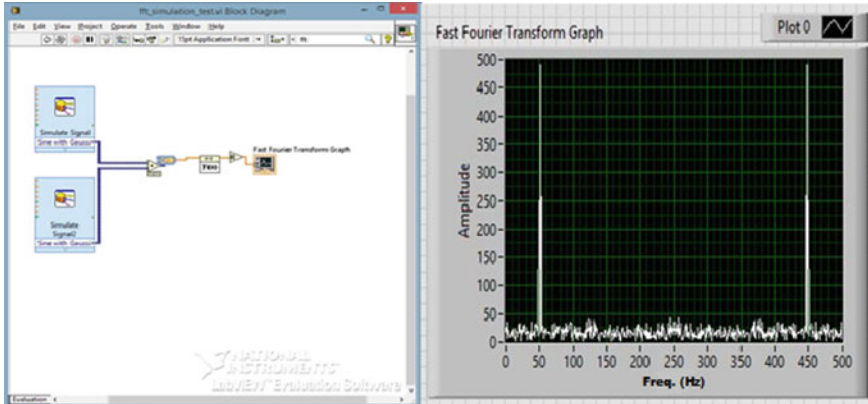 fft_simulation_test.vi Block Diagram
File Edit View Project Operate Tools Window Help
15pt Application Font
Simulate Signal
Sine with Gaussi
Simulate
Signal2
Sine with Gaussi
Fast Fourier Transform Graph
NATIONAL
INSTRUMENTS
LabVIEW Evaluation Software
Evaluation
Fast Fourier Transform Graph
Plot 0
Amplitude
500
450
400
350
300
250
200
150
100
50
0
0 50 100 150 200 250 300 350 400 450 500
Freq. (Hz)